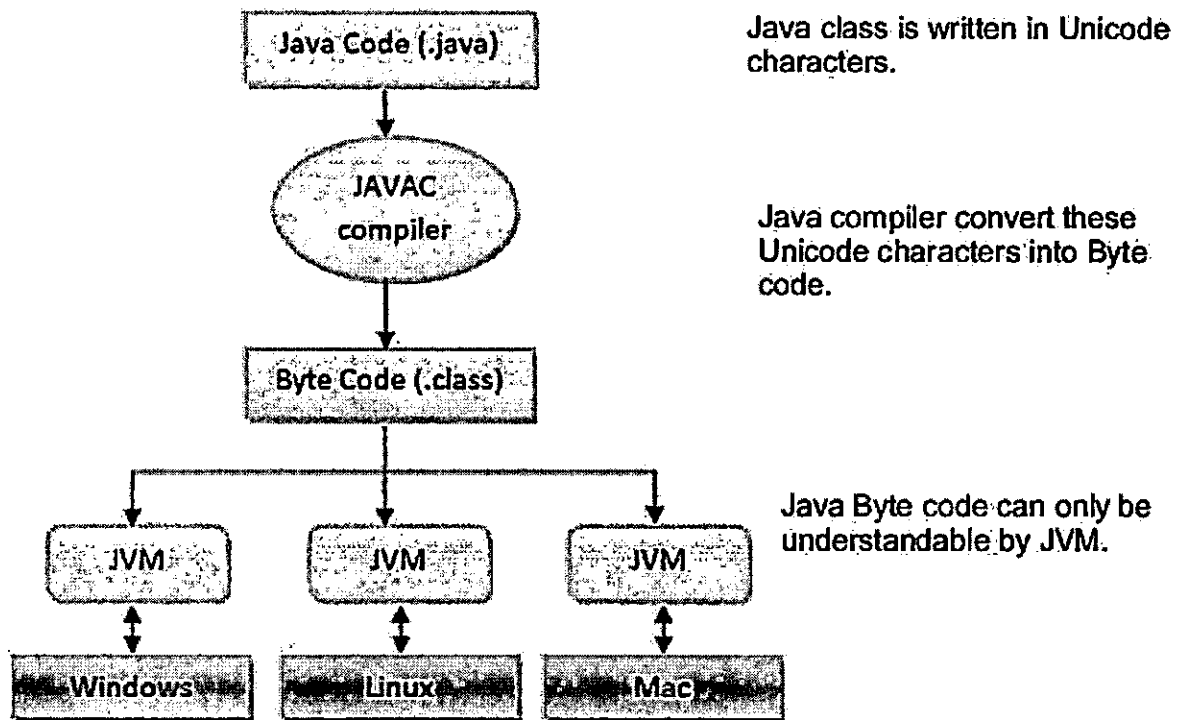 Java Code (.java)
Java class is written in Unicode
characters.
JAVAC
compiler
Java compiler convert these
Unicode characters into Byte
code.
Byte Code (.class)
Java Byte code can only be
understandable by JVM.
JVM
JVM
JVM
Windows
Linux
Mac